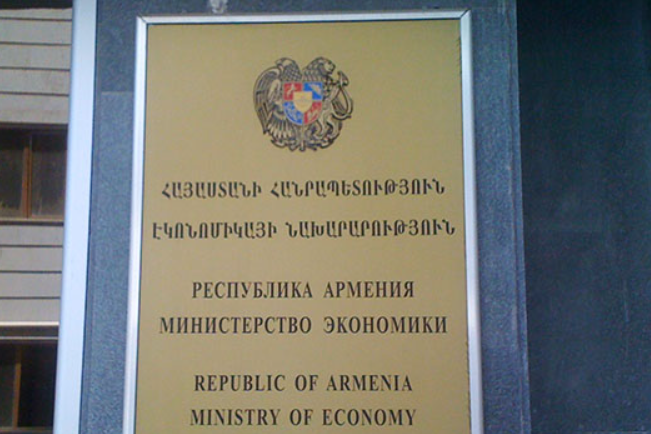 ՀԱՅԱՍՏԱՆԻ ՀԱՆՐԱՊԵՏՈՒԹՅՈՒՆ
ԷԿՈՆՈՄԻԿԱՅԻ ՆԱԽԱՐԱՐՈՒԹՅՈՒՆ
РЕСПУБЛИКА АРМЕНИЯ
МИНИСТЕРСТВО ЭКОНОМИКИ
REPUBLIC OF ARMENIA
MINISTRY OF ECONOMY